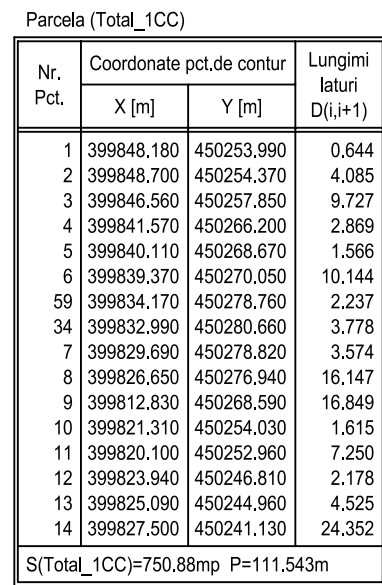 Parcela (Total_1CC)
Nr. Pct. Coordonate pct.de contur Lungimi laturi D(i,i+1)
X [m] Y [m]
1 399848.180 450253.990 0.644
2 399848.700 450254.370 4.085
3 399846.560 450257.850 9.727
4 399841.570 450266.200 2.869
5 399840.110 450268.670 1.566
6 399839.370 450270.050 10.144
59 399834.170 450278.760 2.237
34 399832.990 450280.660 3.778
7 399829.690 450278.820 3.574
8 399826.650 450276.940 16.147
9 399812.830 450268.590 16.849
10 399821.310 450254.030 1.615
11 399820.100 450252.960 7.250
12 399823.940 450246.810 2.178
13 399825.090 450244.960 4.525
14 399827.500 450241.130 24.352
S(Total_1CC)=750.88mp P=111.543m